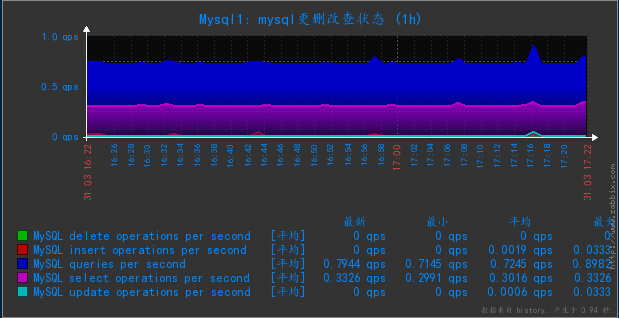 Mysql1: mysql更删改查状态 (1h)
1.0 qps
0.5 qps
0 qps
31.03 16:22
16:26
16:28
16:30
16:32
16:34
16:36
16:38
16:40
16:42
16:44
16:46
16:48
16:50
16:52
16:54
16:56
16:58
17:00
17:02
17:04
17:06
17:08
17:10
17:12
17:14
17:16
17:18
17:20
31.03 17:22
最新 最小 平均
MySQL delete operations per second [平均] 0 qps 0 qps 0 qps 0
MySQL insert operations per second [平均] 0 qps 0 qps 0.0019 qps 0.0333
MySQL queries per second [平均] 0.7944 qps 0.7145 qps 0.7245 qps 0.8982
MySQL select operations per second [平均] 0.3326 qps 0.2991 qps 0.3016 qps 0.3326
MySQL update operations per second [平均] 0 qps 0 qps 0.0006 qps 0.0333
http://www.zabbix.com
数据来自 history. 产生于 0.94 秒.